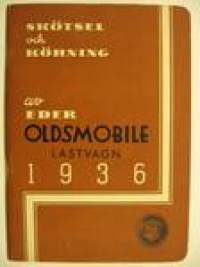 SKÖTSEL
och
KÖRNING
av
EDER
OLDSMOBILE
LASTVAGN
1936